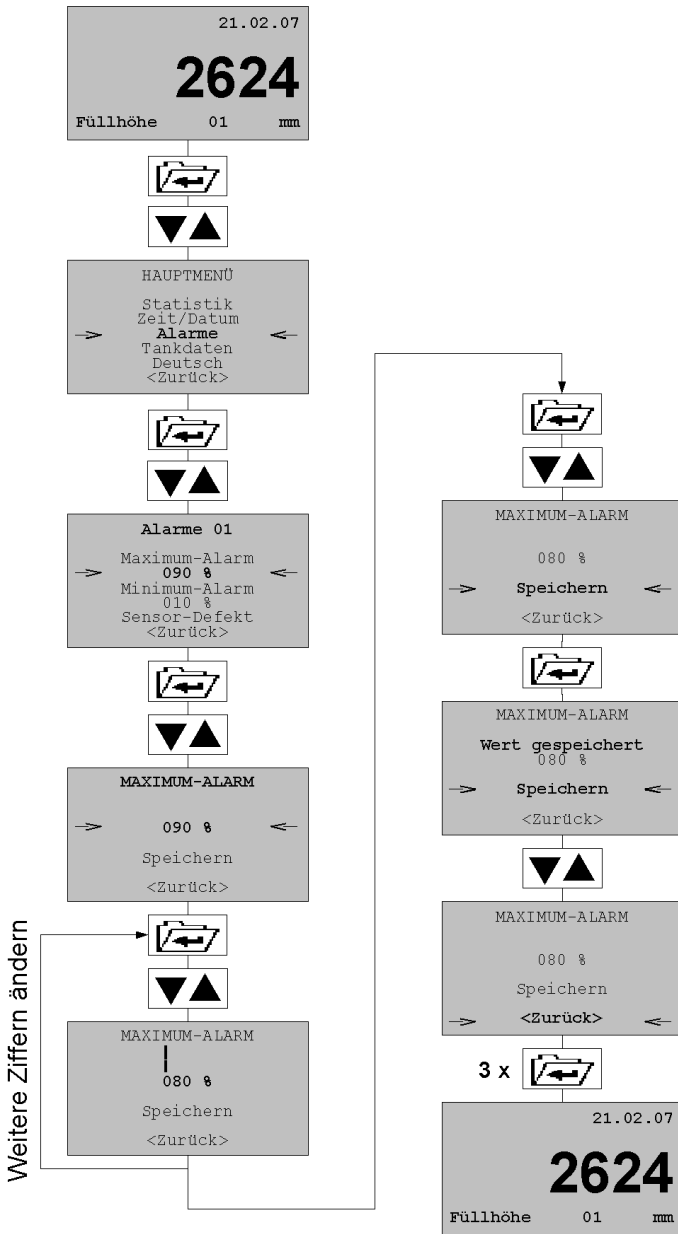 21.02.07
2624
Füllhöhe 01 mm
HAUPTMENÜ
Statistik
Zeit/Datum
Alarme
Tankdaten
Deutsch
<Zurück>
Alarme 01
Maximum-Alarm
090 %
Minimum-Alarm
010 %
Sensor-Defekt
<Zurück>
MAXIMUM-ALARM
090 %
Speichern
<Zurück>
Weitere Ziffern ändern
MAXIMUM-ALARM
080 %
Speichern
<Zurück>
MAXIMUM-ALARM
080 %
Speichern
<Zurück>
MAXIMUM-ALARM
Wert gespeichert
080 %
Speichern
<Zurück>
MAXIMUM-ALARM
080 %
Speichern
<Zurück>
3 x
21.02.07
2624
Füllhöhe 01 mm